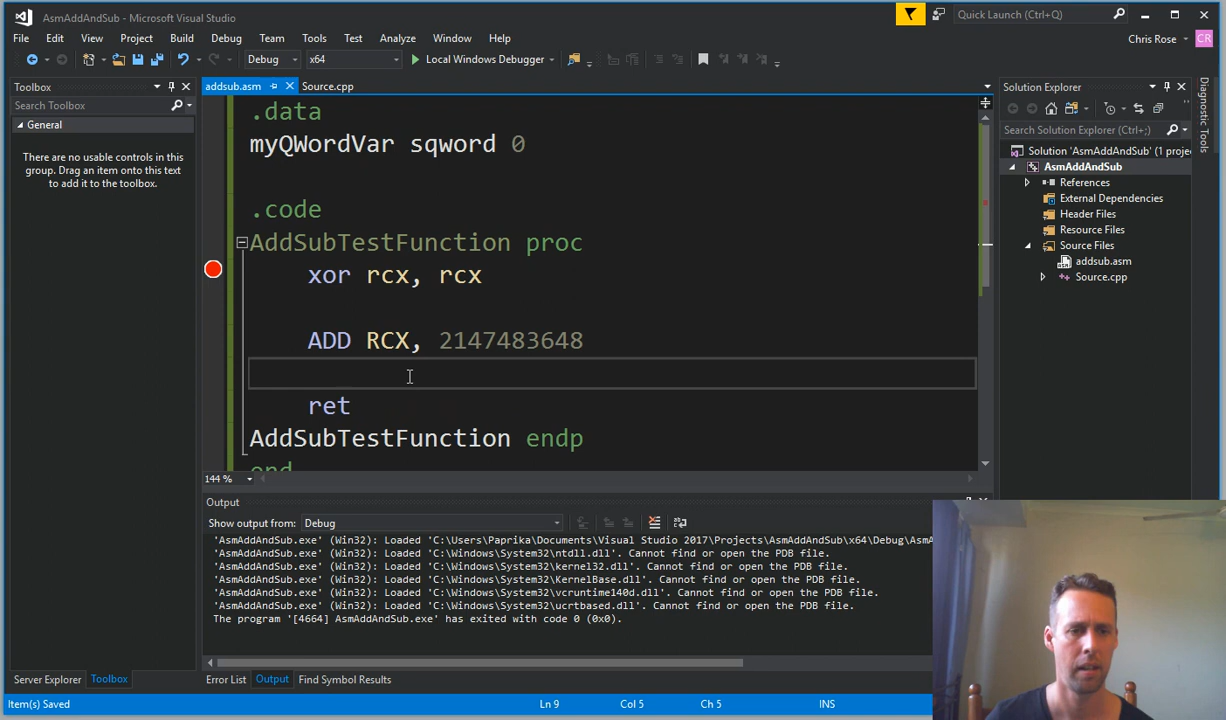 AsmAddAndSub - Microsoft Visual Studio
Quick Launch (Ctrl+Q)
File Edit View Project Build Debug Team Tools Test Analyze Window Help
Chris Rose CR
Debug x64 Local Windows Debugger
Toolbox
addsub.asm Source.cpp
Solution Explorer
Diagnostic Tools
Search Toolbox
General
There are no usable controls in this
group. Drag an item onto this text
to add it to the toolbox.
.data
myQWordVar sqword 0
.code
AddSubTestFunction proc
xor rcx, rcx
ADD RCX, 2147483648
ret
AddSubTestFunction endp
end
144 %
Search Solution Explorer (Ctrl+;)
Solution 'AsmAddAndSub' (1 projec
AsmAddAndSub
References
External Dependencies
Header Files
Resource Files
Source Files
addsub.asm
Source.cpp
Output
Show output from: Debug
'AsmAddAndSub.exe' (Win32): Loaded 'C:\Users\Paprika\Documents\Visual Studio 2017\Projects\AsmAddAndSub\x64\Debug\AsmA
'AsmAddAndSub.exe' (Win32): Loaded 'C:\Windows\System32\ntdll.dll'. Cannot find or open the PDB file.
'AsmAddAndSub.exe' (Win32): Loaded 'C:\Windows\System32\kernel32.dll'. Cannot find or open the PDB file.
'AsmAddAndSub.exe' (Win32): Loaded 'C:\Windows\System32\KernelBase.dll'. Cannot find or open the PDB file.
'AsmAddAndSub.exe' (Win32): Loaded 'C:\Windows\System32\vcruntime140d.dll'. Cannot find or open the PDB file.
'AsmAddAndSub.exe' (Win32): Loaded 'C:\Windows\System32\ucrtbased.dll'. Cannot find or open the PDB file.
The program '[4664] AsmAddAndSub.exe' has exited with code 0 (0x0).
Server Explorer Toolbox
Error List Output Find Symbol Results
Item(s) Saved Ln 9 Col 5 Ch 5 INS